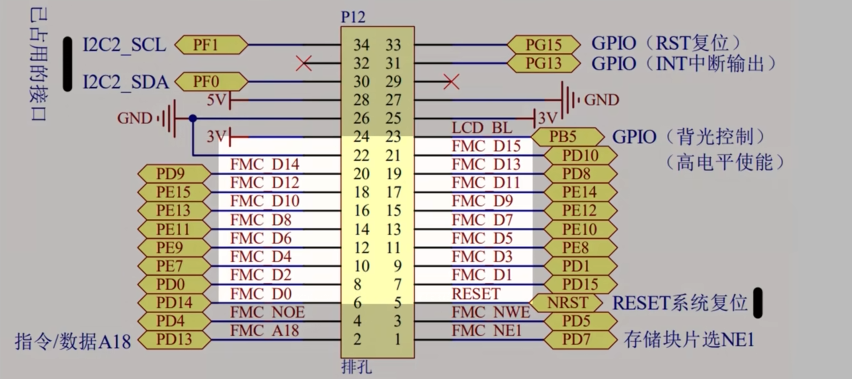 P12
已占用的接口
I2C2_SCL PF1 34 33 PG15 GPIO（RST复位）
32 31 PG13 GPIO（INT中断输出）
I2C2_SDA PF0 30 29
5V 28 27 GND
GND 26 25 3V
3V 24 23 LCD_BL PB5 GPIO（背光控制）
22 21 FMC_D15 PD10 （高电平使能）
PD9 FMC_D14 20 19 FMC_D13 PD8
PE15 FMC_D12 18 17 FMC_D11 PE14
PE13 FMC_D10 16 15 FMC_D9 PE12
PE11 FMC_D8 14 13 FMC_D7 PE10
PE9 FMC_D6 12 11 FMC_D5 PE8
PE7 FMC_D4 10 9 FMC_D3 PD1
PD0 FMC_D2 8 7 FMC_D1 PD15
PD14 FMC_D0 6 5 RESET NRST RESET系统复位
PD4 FMC_NOE 4 3 FMC_NWE PD5
指令/数据A18 PD13 FMC_A18 2 1 FMC_NE1 PD7 存储块片选NE1
排孔